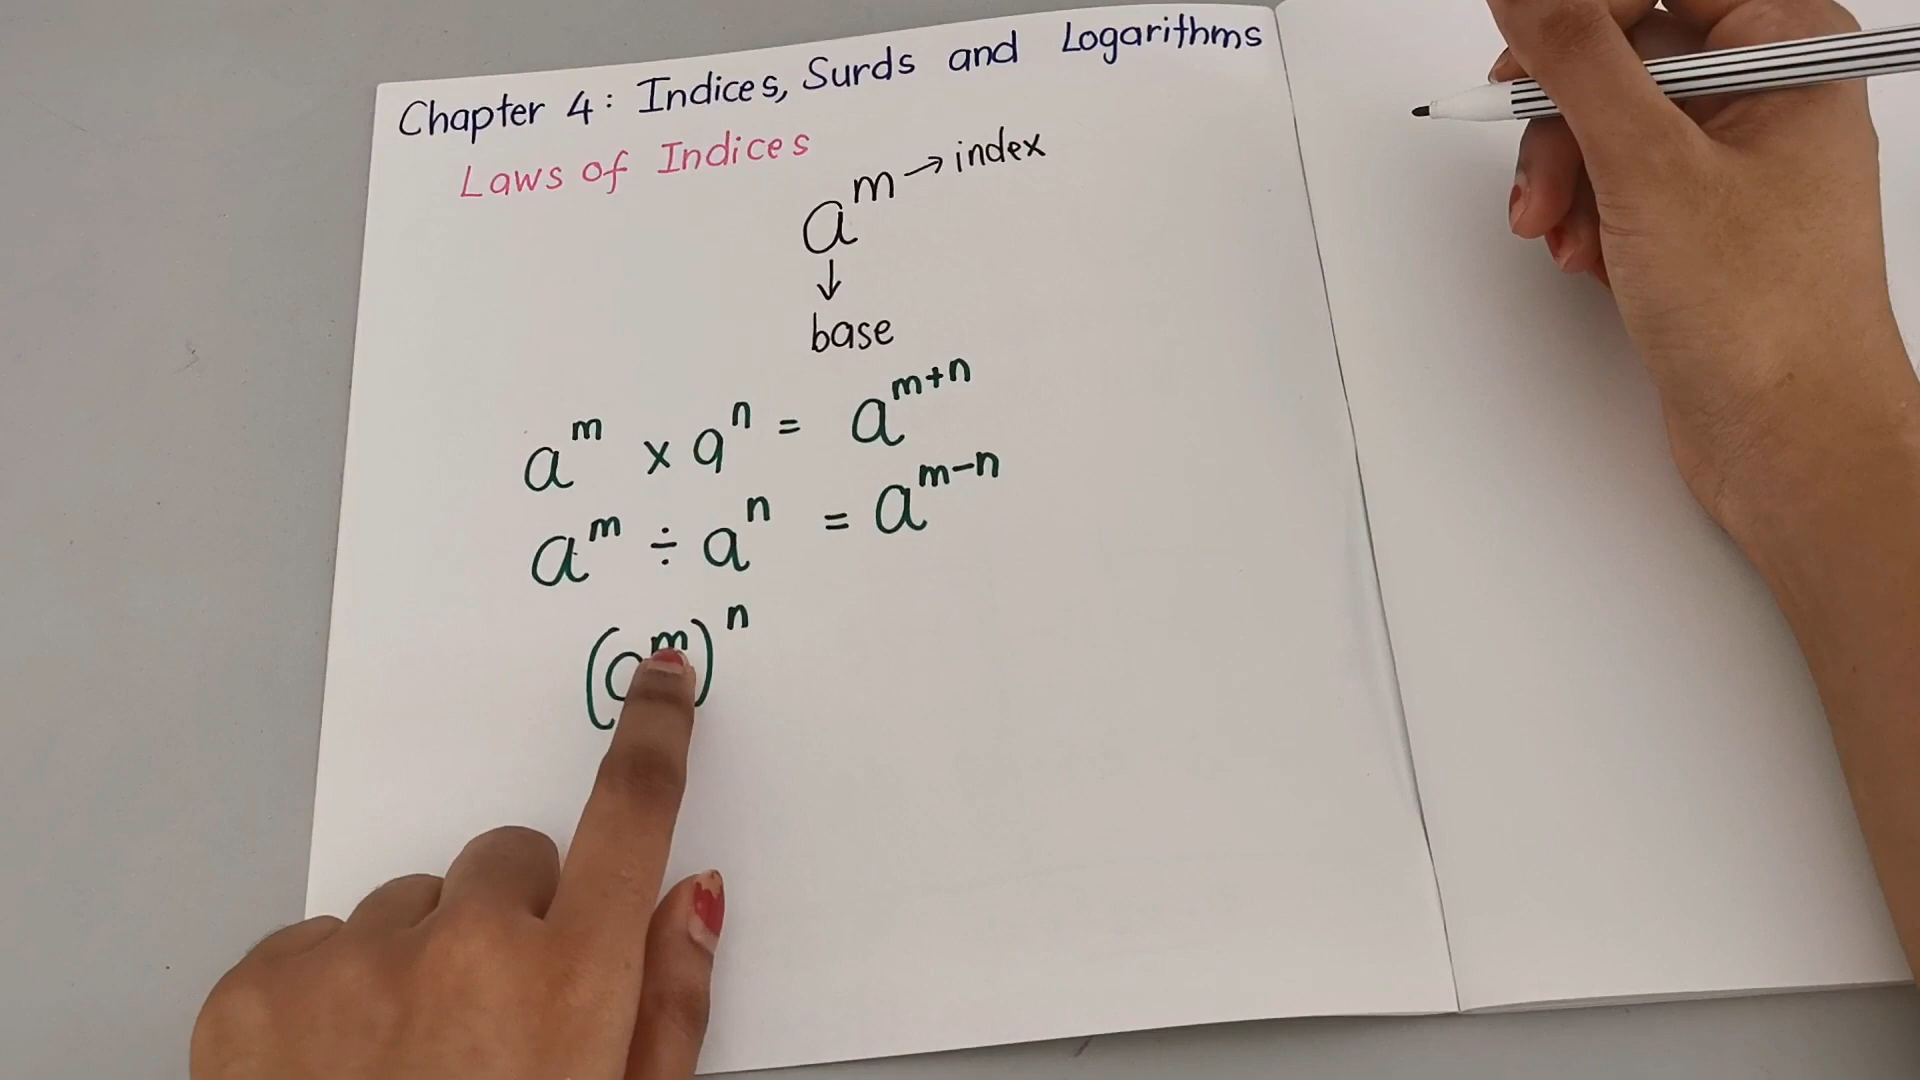 Chapter 4: Indices, Surds and Logarithms
Laws of Indices
a^m → index
↓
base
a^m × a^n = a^(m+n)
a^m ÷ a^n = a^(m-n)
(a^m)^n